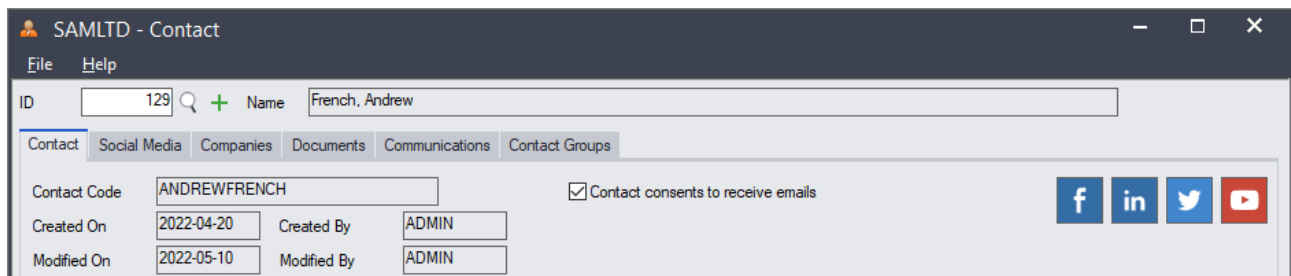 SAMLTD - Contact
File Help
ID 129 Name French, Andrew
Contact Social Media Companies Documents Communications Contact Groups
Contact Code ANDREWFRENCH Contact consents to receive emails
Created On 2022-04-20 Created By ADMIN
Modified On 2022-05-10 Modified By ADMIN
f in